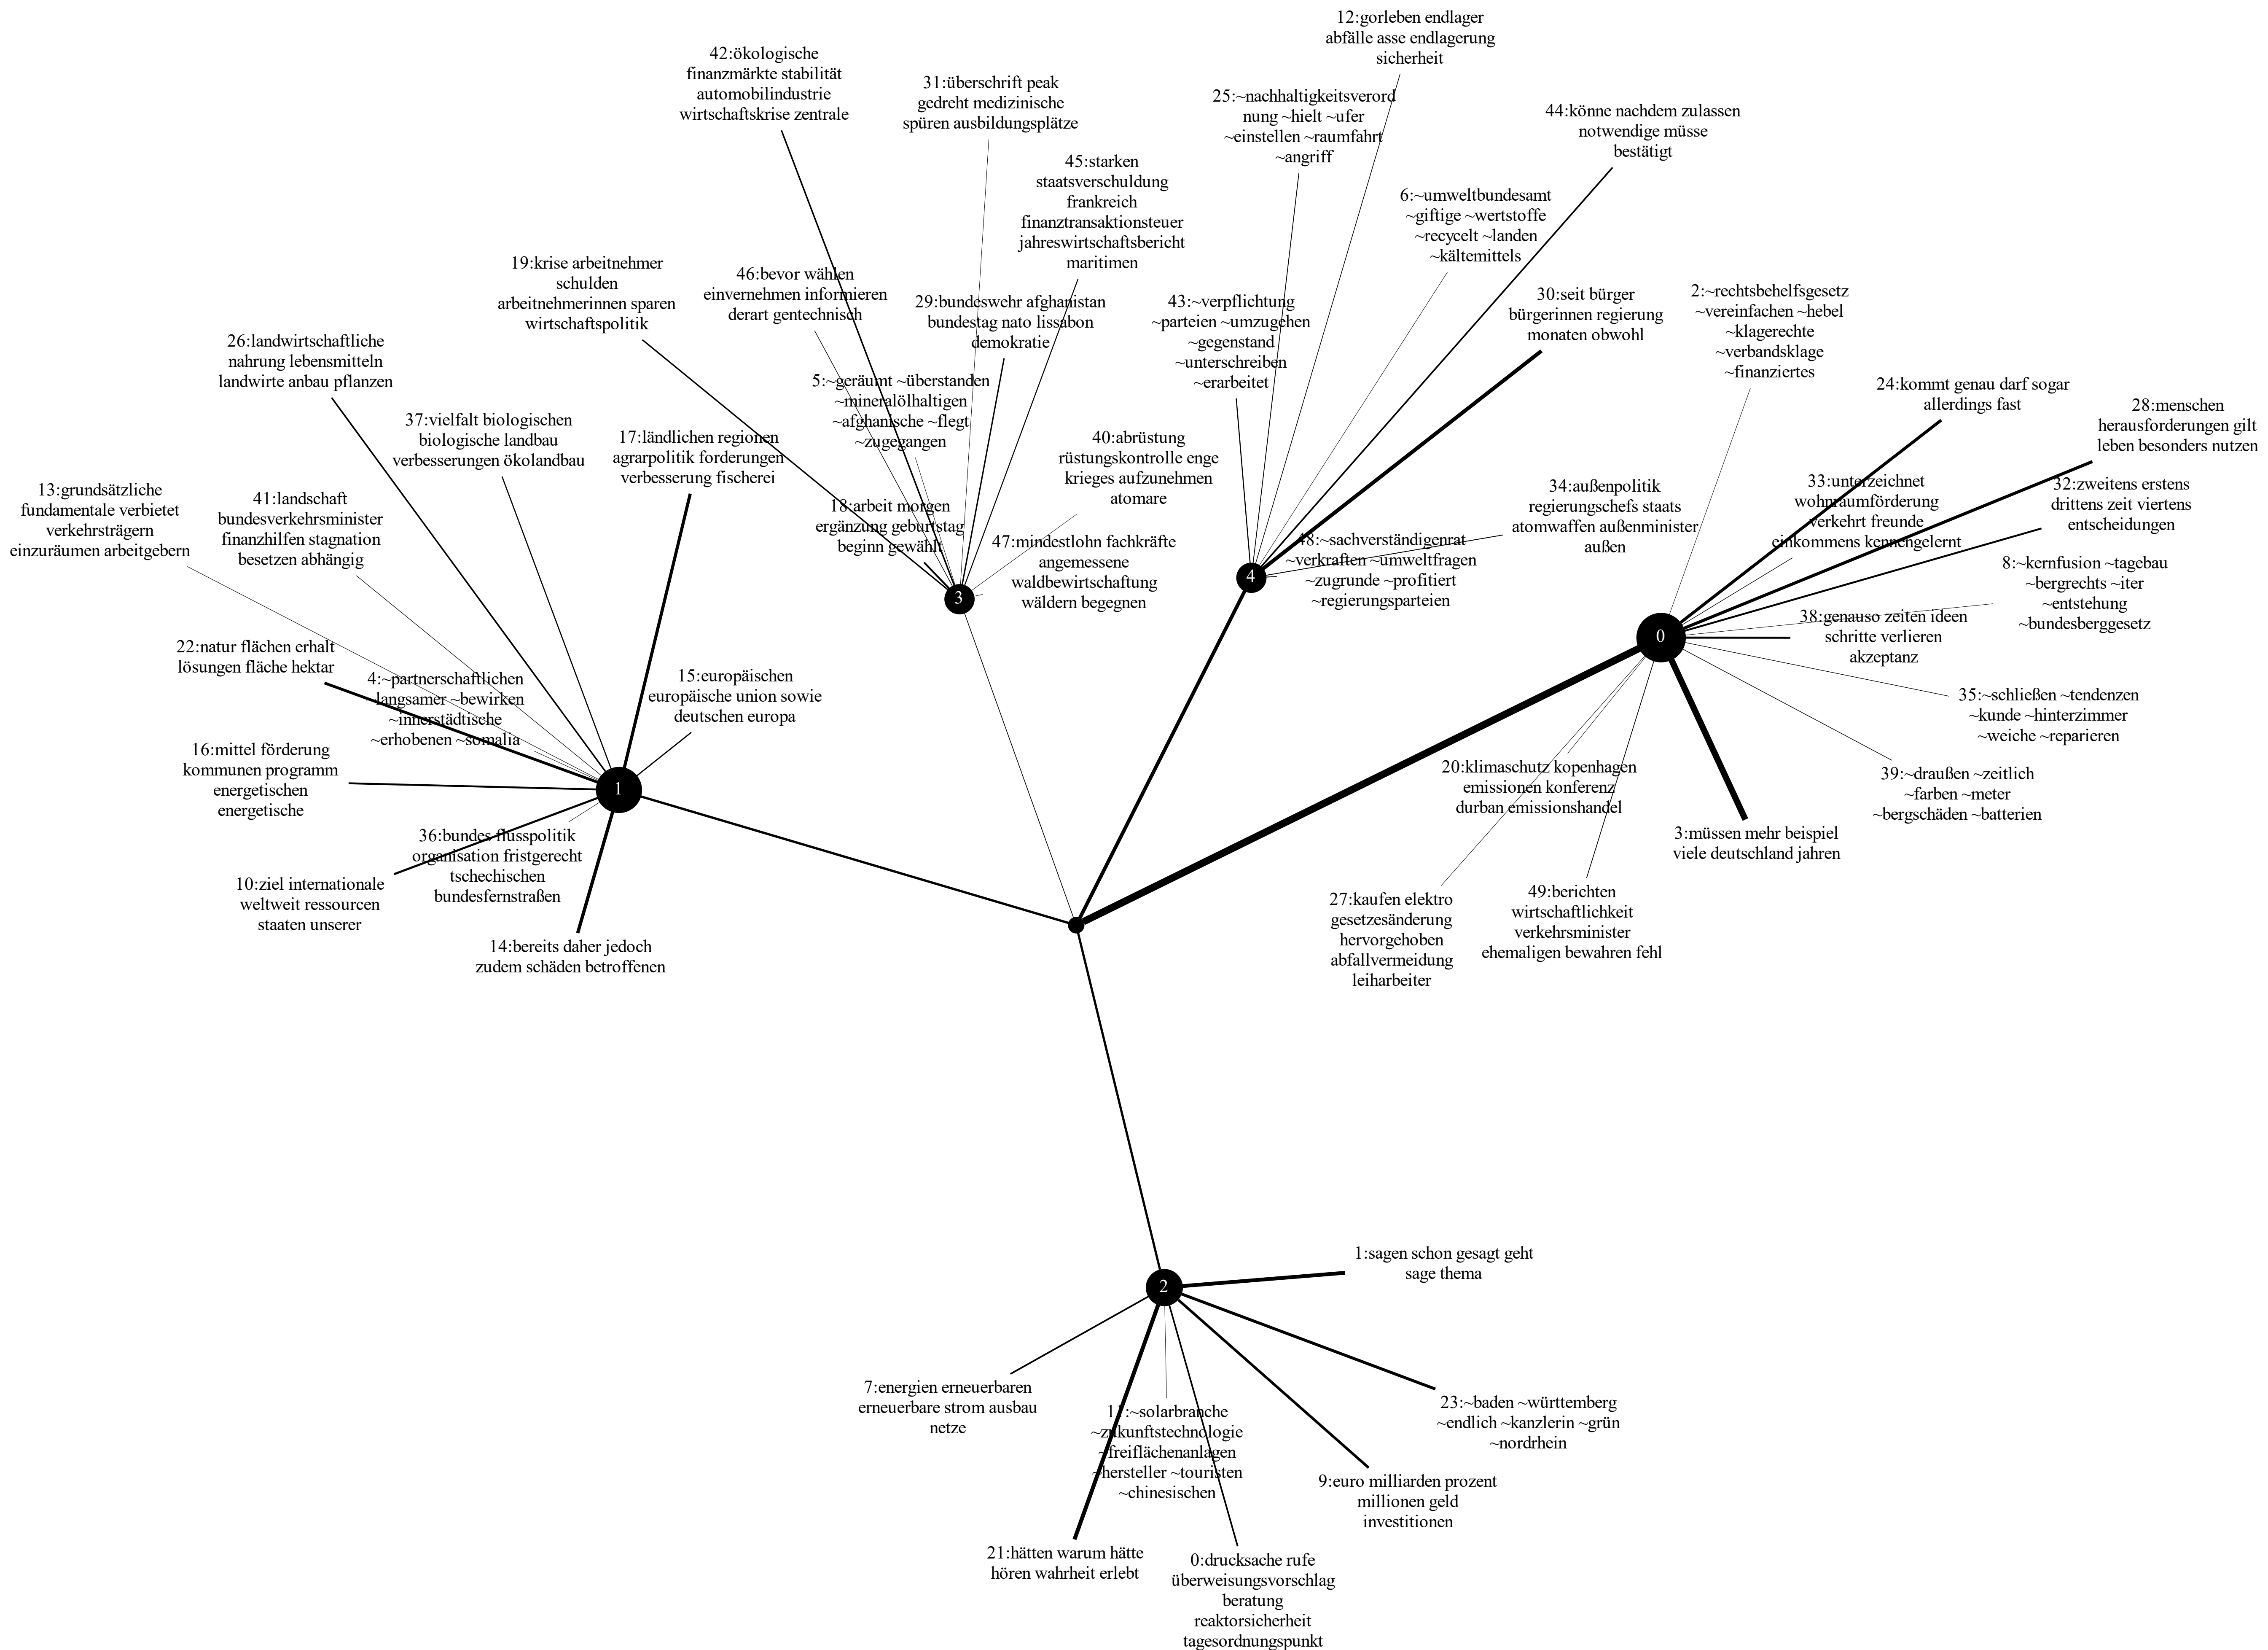 12:gorleben endlager
abfälle asse endlagerung
sicherheit
42:ökologische
finanzmärkte stabilität
automobilindustrie
wirtschaftskrise zentrale
31:überschrift peak
gedreht medizinische
spüren ausbildungsplätze
25:~nachhaltigkeitsverord
nung ~hielt ~ufer
~einstellen ~raumfahrt
~angriff
44:könne nachdem zulassen
notwendige müsse
bestätigt
45:starken
staatsverschuldung
frankreich
finanztransaktionsteuer
jahreswirtschaftsbericht
maritimen
6:~umweltbundesamt
~giftige ~wertstoffe
~recycelt ~landen
~kältemittels
19:krise arbeitnehmer
schulden
arbeitnehmerinnen sparen
wirtschaftspolitik
46:bevor wählen
einvernehmen informieren
derart gentechnisch
29:bundeswehr afghanistan
bundestag nato lissabon
demokratie
43:~verpflichtung
~parteien ~umzugehen
~gegenstand
~unterschreiben
~erarbeitet
30:seit bürger
bürgerinnen regierung
monaten obwohl
2:~rechtsbehelfsgesetz
~vereinfachen ~hebel
~klagerechte
~verbandsklage
~finanziertes
26:landwirtschaftliche
nahrung lebensmitteln
landwirte anbau pflanzen
5:~geräumt ~überstanden
~mineralölhaltigen
~afghanische ~flegt
~zugegangen
24:kommt genau darf sogar
allerdings fast
28:menschen
herausforderungen gilt
leben besonders nutzen
37:vielfalt biologischen
biologische landbau
verbesserungen ökolandbau
17:ländlichen regionen
agrarpolitik forderungen
verbesserung fischerei
40:abrüstung
rüstungskontrolle enge
krieges aufzunehmen
atomare
13:grundsätzliche
fundamentale verbietet
verkehrsträgern
einzuräumen arbeitgebern
41:landschaft
bundesverkehrsminister
finanzhilfen stagnation
besetzen abhängig
18:arbeit morgen
ergänzung geburtstag
beginn gewählt
34:außenpolitik
regierungschefs staats
atomwaffen außenminister
außen
33:unterzeichnet
wohnraumförderung
verkehrt freunde
einkommens kennengelernt
32:zweitens erstens
drittens zeit viertens
entscheidungen
47:mindestlohn fachkräfte
angemessene
waldbewirtschaftung
wäldern begegnen
48:~sachverständigenrat
~verkraften ~umweltfragen
~zugrunde ~profitiert
~regierungsparteien
8:~kernfusion ~tagebau
~bergrechts ~iter
~entstehung
~bundesberggesetz
3
4
0
38:genauso zeiten ideen
schritte verlieren
akzeptanz
22:natur flächen erhalt
lösungen fläche hektar
4:~partnerschaftlichen
~langsamer ~bewirken
~innerstädtische
~erhobenen ~somalia
15:europäischen
europäische union sowie
deutschen europa
35:~schließen ~tendenzen
~kunde ~hinterzimmer
~weiche ~reparieren
16:mittel förderung
kommunen programm
energetischen
energetische
1
20:klimaschutz kopenhagen
emissionen konferenz
durban emissionshandel
39:~draußen ~zeitlich
~farben ~meter
~bergschäden ~batterien
36:bundes flusspolitik
organisation fristgerecht
tschechischen
bundesfernstraßen
3:müssen mehr beispiel
viele deutschland jahren
10:ziel internationale
weltweit ressourcen
staaten unserer
27:kaufen elektro
gesetzesänderung
hervorgehoben
abfallvermeidung
leiharbeiter
49:berichten
wirtschaftlichkeit
verkehrsminister
ehemaligen bewahren fehl
14:bereits daher jedoch
zudem schäden betroffenen
1:sagen schon gesagt geht
sage thema
2
7:energien erneuerbaren
erneuerbare strom ausbau
netze
11:~solarbranche
~zukunftstechnologie
~freiflächenanlagen
~hersteller ~touristen
~chinesischen
23:~baden ~württemberg
~endlich ~kanzlerin ~grün
~nordrhein
9:euro milliarden prozent
millionen geld
investitionen
21:hätten warum hätte
hören wahrheit erlebt
0:drucksache rufe
überweisungsvorschlag
beratung
reaktorsicherheit
tagesordnungspunkt